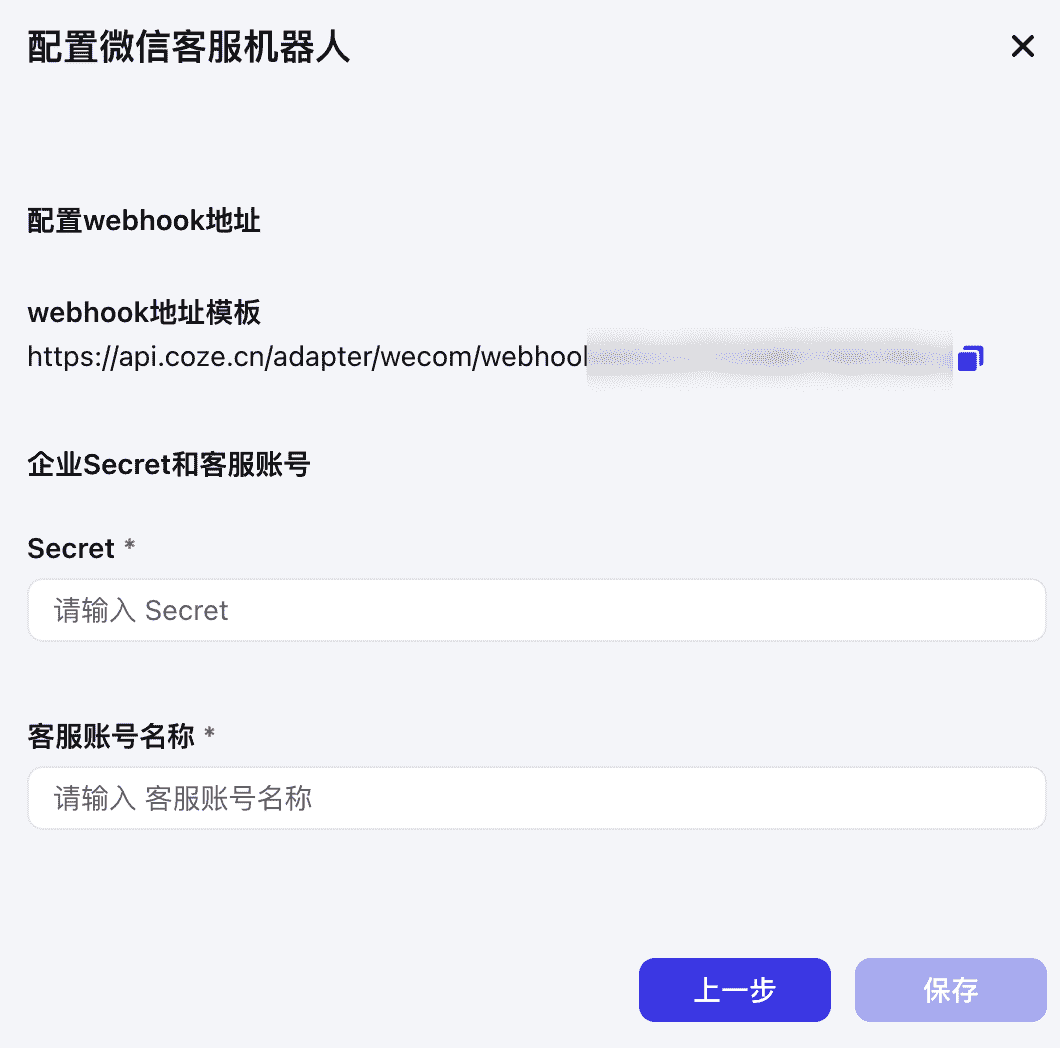 配置微信客服机器人
配置webhook地址
webhook地址模板
https://api.coze.cn/adapter/wecom/webhool
企业Secret和客服账号
Secret *
请输入 Secret
客服账号名称 *
请输入 客服账号名称
上一步
保存